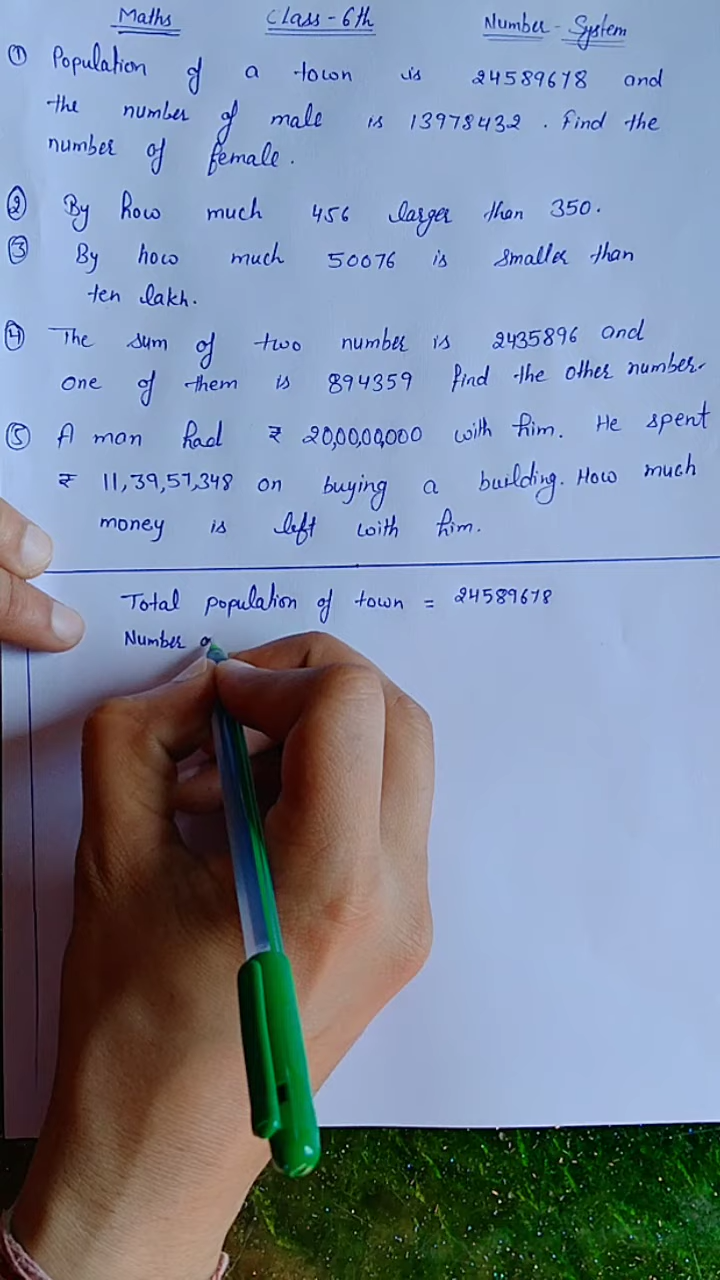 Maths Class-6th Number-System
① Population of a town is 24589678 and
the number of male is 13978432. Find the
number of female.
② By how much 456 larger than 350.
③ By how much 50076 is smaller than
ten lakh.
④ The sum of two number is 2435896 and
one of them is 894359 find the other number.
⑤ A man had ₹ 20,00,00,000 with him. He spent
₹ 11,39,57,348 on buying a building. How much
money is left with him.
Total population of town = 24589678
Number o